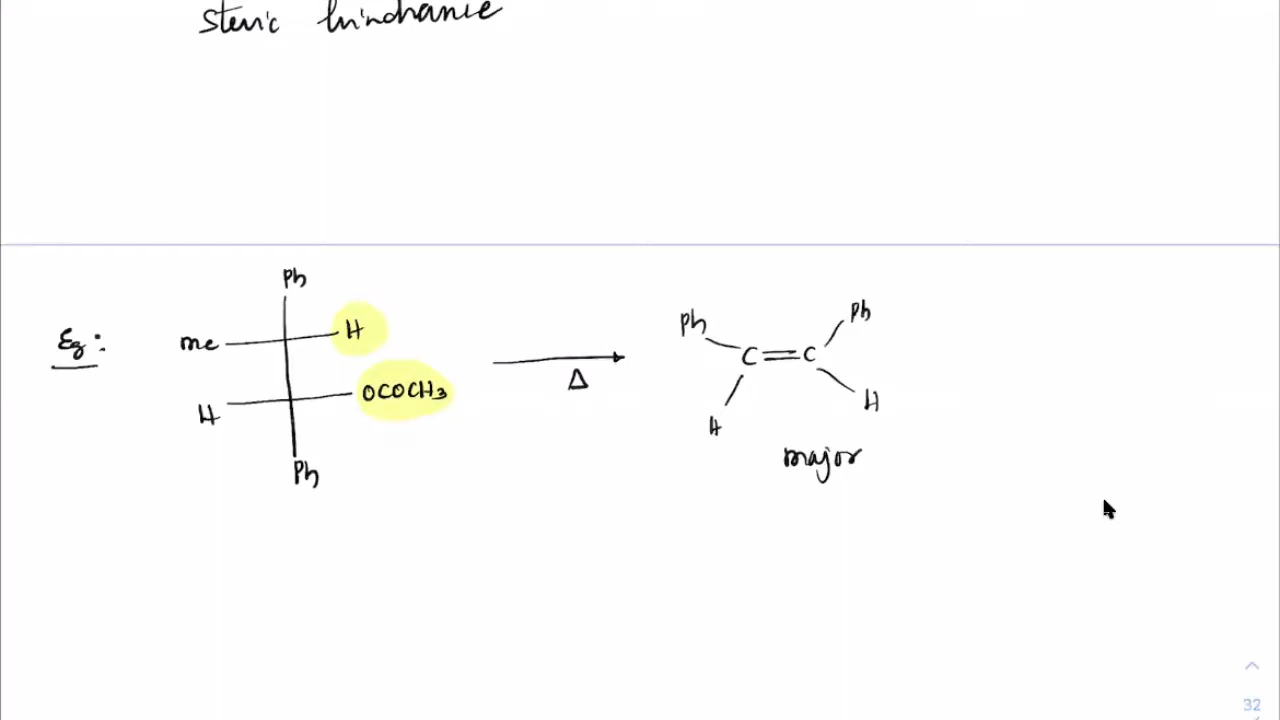 steric hinDrance
Eg:
Ph
me
H
H
OCOCH3
Ph
Δ
Ph
Ph
C=C
H
H
major
32